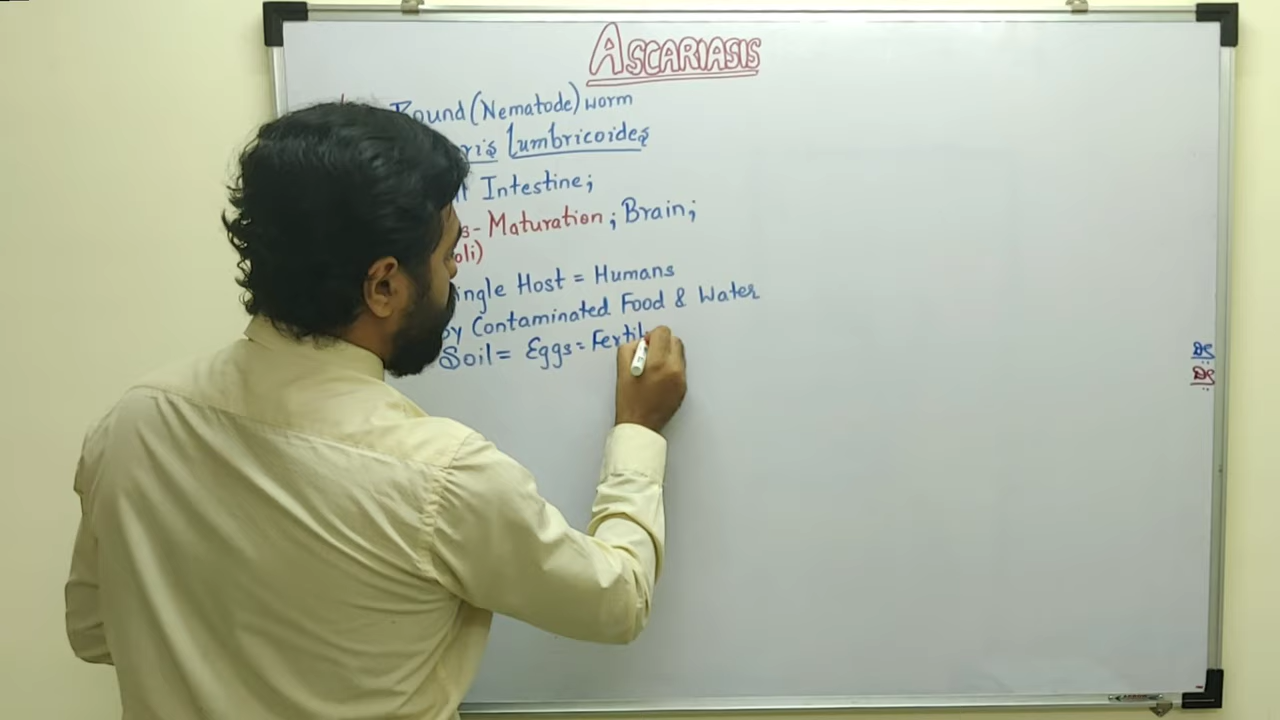 ASCARIASIS
Round (Nematode) worm
ris lumbricoides
Intestine;
s- Maturation; Brain;
oli)
ingle Host = Humans
by Contaminated Food & Water
Soil = Eggs = Fertil